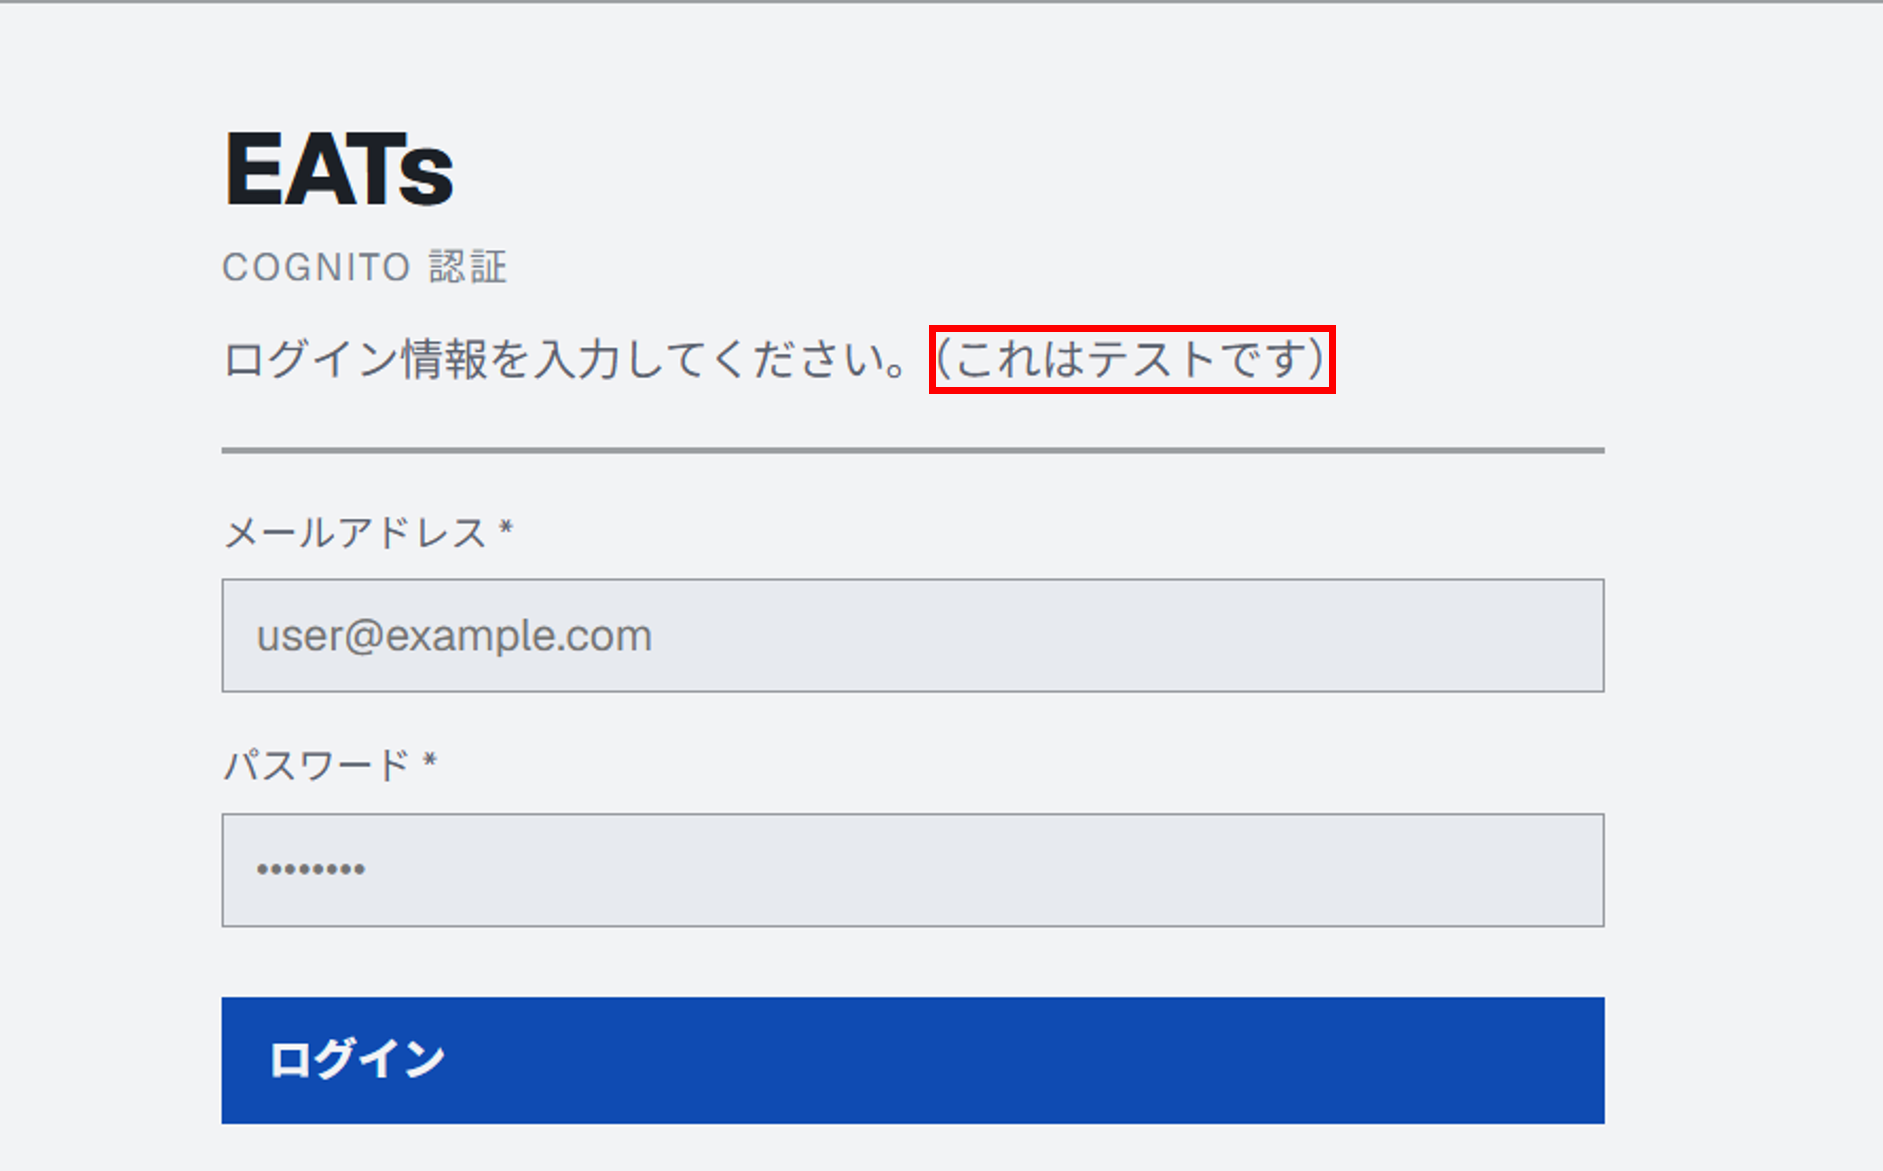 EATs
COGNITO 認証
ログイン情報を入力してください。(これはテストです)
メールアドレス *
user@example.com
パスワード *
••••••••
ログイン